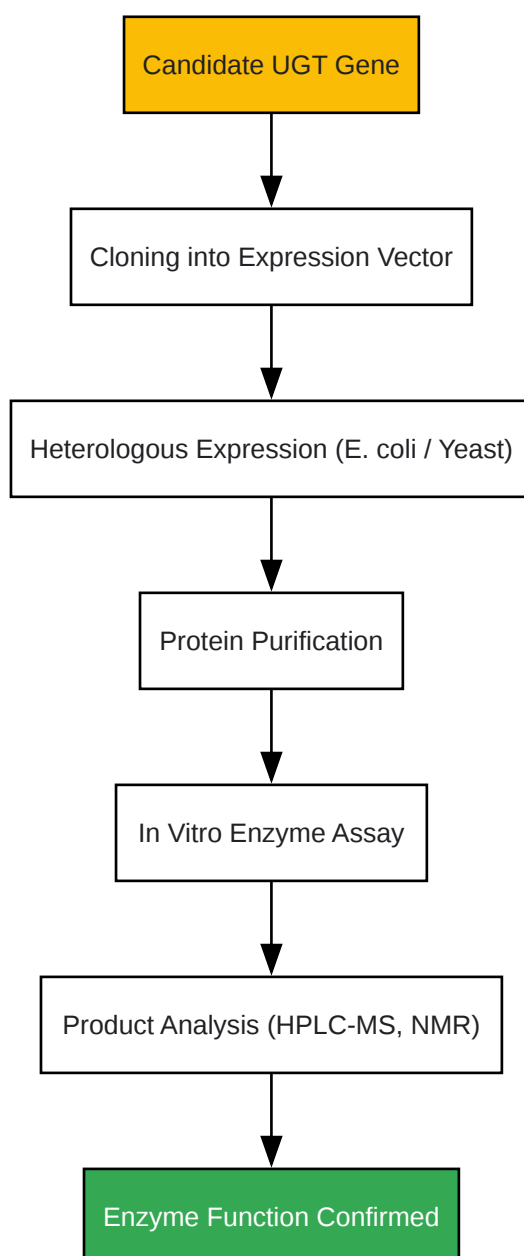 Candidate UGT Gene
Cloning into Expression Vector
Heterologous Expression (E. coli / Yeast)
Protein Purification
In Vitro Enzyme Assay
Product Analysis (HPLC-MS, NMR)
Enzyme Function Confirmed